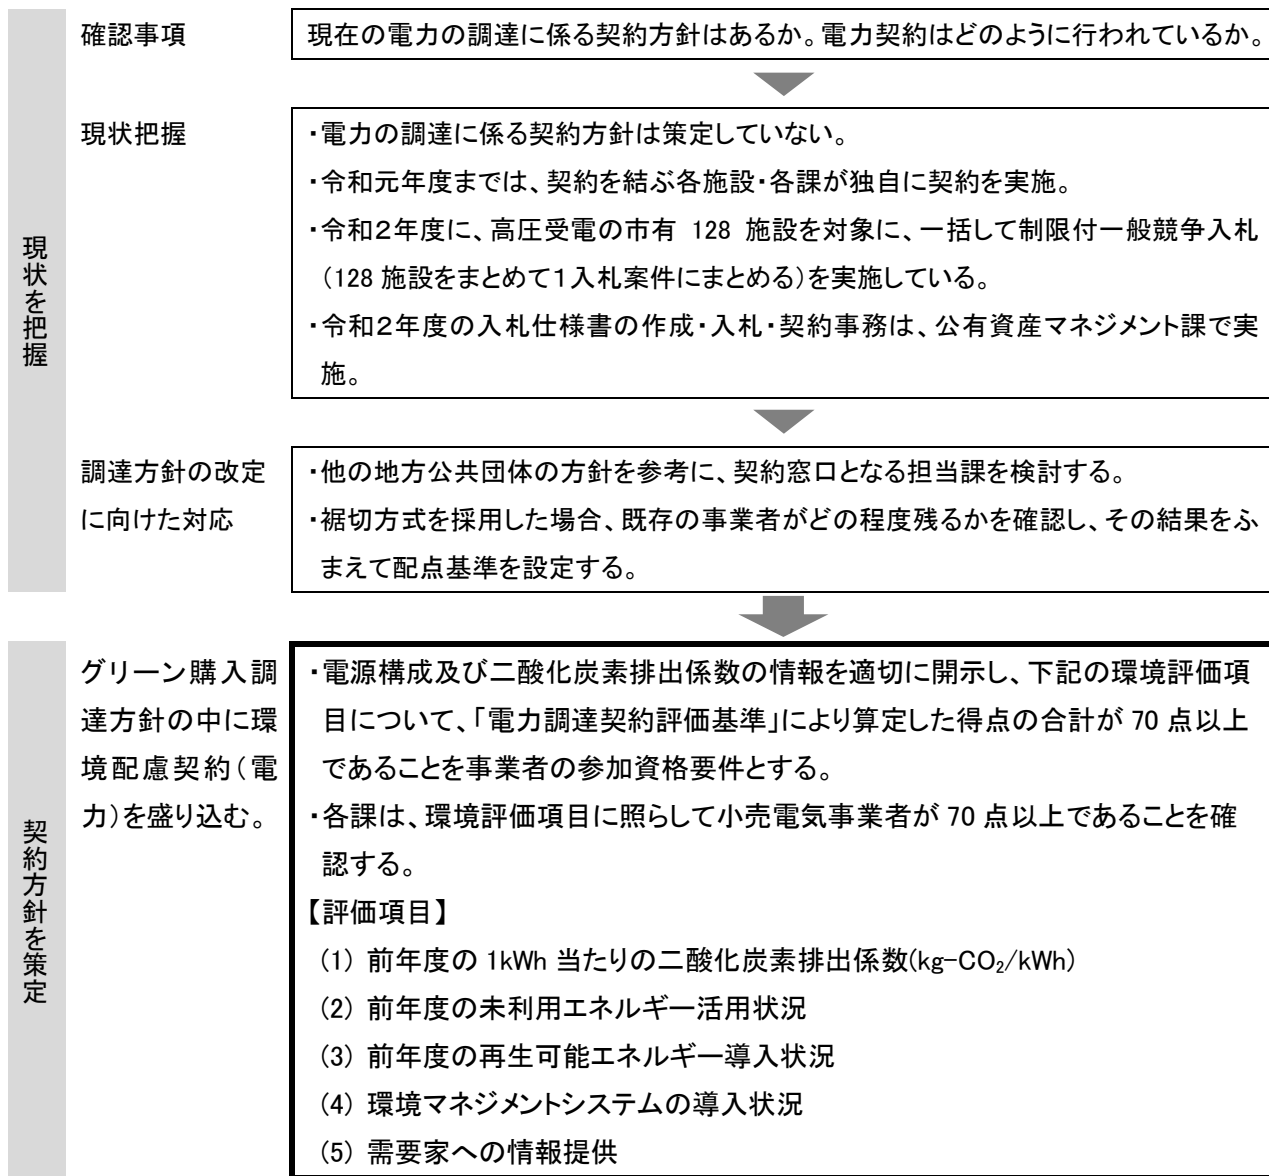 確認事項
現在の電力の調達に係る契約方針はあるか。電力契約はどのように行われているか。
現状を把握
現状把握
・電力の調達に係る契約方針は策定していない。
・令和元年度までは、契約を結ぶ各施設・各課が独自に契約を実施。
・令和２年度に、高圧受電の市有 128 施設を対象に、一括して制限付一般競争入札
（128 施設をまとめて１入札案件にまとめる）を実施している。
・令和２年度の入札仕様書の作成・入札・契約事務は、公有資産マネジメント課で実
施。
調達方針の改定
に向けた対応
・他の地方公共団体の方針を参考に、契約窓口となる担当課を検討する。
・裾切方式を採用した場合、既存の事業者がどの程度残るかを確認し、その結果をふ
まえて配点基準を設定する。
契約方針を策定
グリーン購入調
達方針の中に環
境配慮契約（電
力）を盛り込む。
・電源構成及び二酸化炭素排出係数の情報を適切に開示し、下記の環境評価項
目について、「電力調達契約評価基準」により算定した得点の合計が 70 点以上
であることを事業者の参加資格要件とする。
・各課は、環境評価項目に照らして小売電気事業者が 70 点以上であることを確
認する。
【評価項目】
(1) 前年度の 1kWh 当たりの二酸化炭素排出係数(kg-CO₂/kWh)
(2) 前年度の未利用エネルギー活用状況
(3) 前年度の再生可能エネルギー導入状況
(4) 環境マネジメントシステムの導入状況
(5) 需要家への情報提供